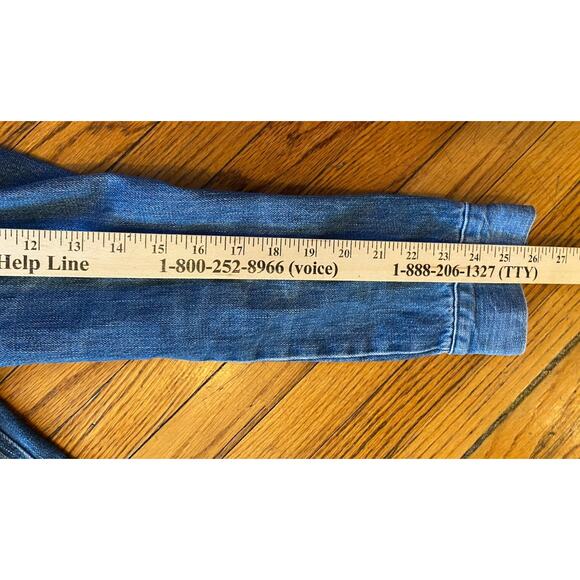 12 13 14 15 16 17 18 19 20 21 22 23 24 25 26 27
Help Line 1-800-252-8966 (voice) 1-888-206-1327 (TTY)